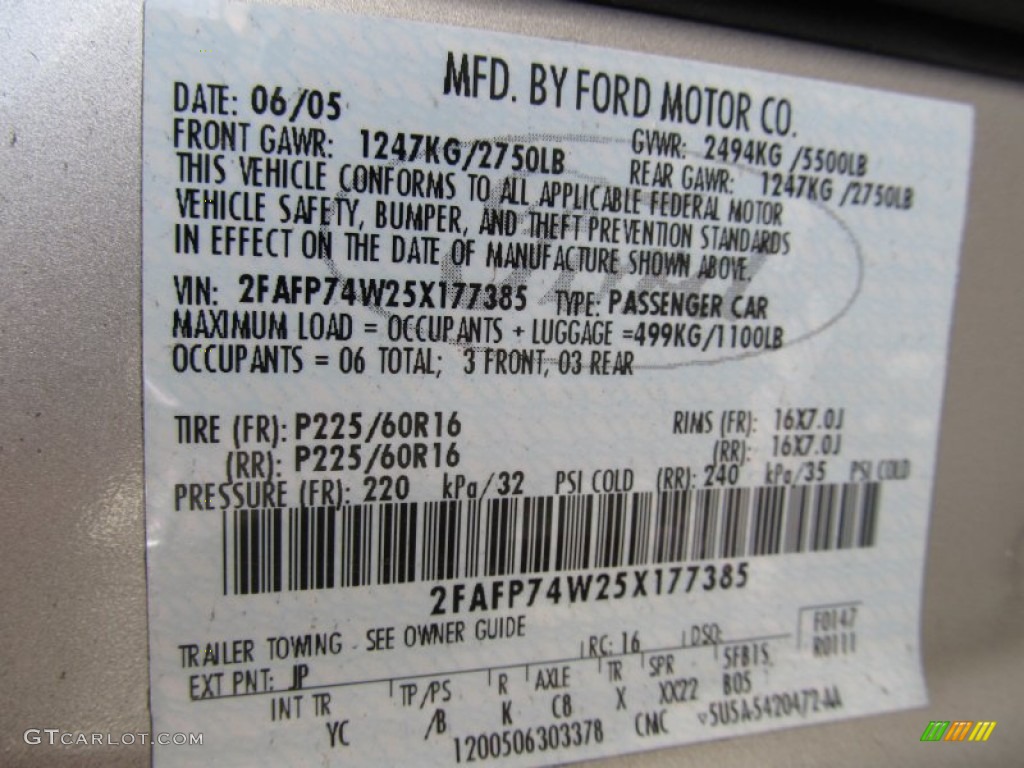 MFD. BY FORD MOTOR CO.
DATE: 06/05
GVWR: 2494KG /5500LB
FRONT GAWR: 1247KG/2750LB
REAR GAWR: 1247KG /2750LB
THIS VEHICLE CONFORMS TO ALL APPLICABLE FEDERAL MOTOR
VEHICLE SAFETY, BUMPER, AND THEFT PREVENTION STANDARDS
IN EFFECT ON THE DATE OF MANUFACTURE SHOWN ABOVE.
VIN: 2FAFP74W25X177385 TYPE: PASSENGER CAR
MAXIMUM LOAD = OCCUPANTS + LUGGAGE =499KG/1100LB
OCCUPANTS = 06 TOTAL; 3 FRONT, 03 REAR
TIRE (FR): P225/60R16 RIMS (FR): 16X7.0J
(RR): P225/60R16 (RR): 16X7.0J
PRESSURE (FR): 220 kPa/32 PSI COLD (RR): 240 kPa/35 PSI COLD
2FAFP74W25X177385
TRAILER TOWING - SEE OWNER GUIDE
F0147
EXT PNT: JP RC: 16 DSO: R0111
INT TR TP/PS R AXLE TR SPR SFB15
YC /B K C8 X XX22 B05
1200506303378 CMC
GTCARLOT.COM